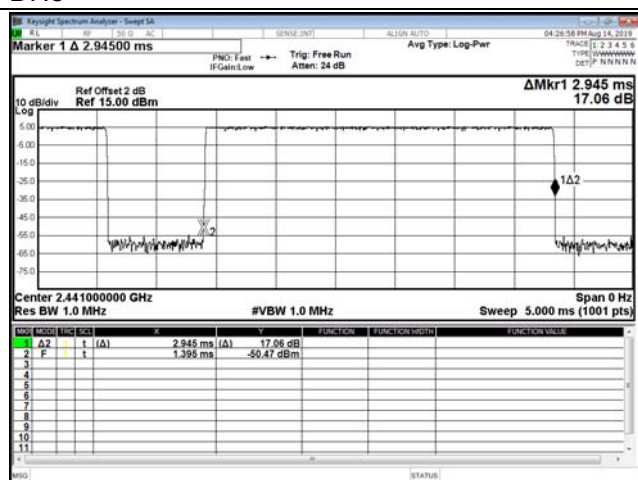 Keysight Spectrum Analyzer - Swept SA
RL RF 50 Ω AC SENSE:INT ALIGN AUTO 04:26:58 PM Aug 14, 2019
Marker 1 Δ 2.94500 ms
PNO: Fast
IFGain:Low
Trig: Free Run
Atten: 24 dB
Avg Type: Log-Pwr
TRACE 1 2 3 4 5 6
TYPE WWWWWW
DET P N N N N N
ΔMkr1 2.945 ms
17.06 dB
Ref Offset 2 dB
10 dB/div Ref 15.00 dBm
Log
5.00
-5.00
-15.0
-25.0
-35.0
-45.0
-55.0
-65.0
-75.0
1Δ2
2
Center 2.441000000 GHz Span 0 Hz
Res BW 1.0 MHz #VBW 1.0 MHz Sweep 5.000 ms (1001 pts)
MKR MODE TRC SCL X Y FUNCTION FUNCTION WIDTH FUNCTION VALUE
1 Δ2 1 t (Δ) 2.945 ms (Δ) 17.06 dB
2 F 1 t 1.395 ms -50.47 dBm
3
4
5
6
7
8
9
10
11
MSG STATUS